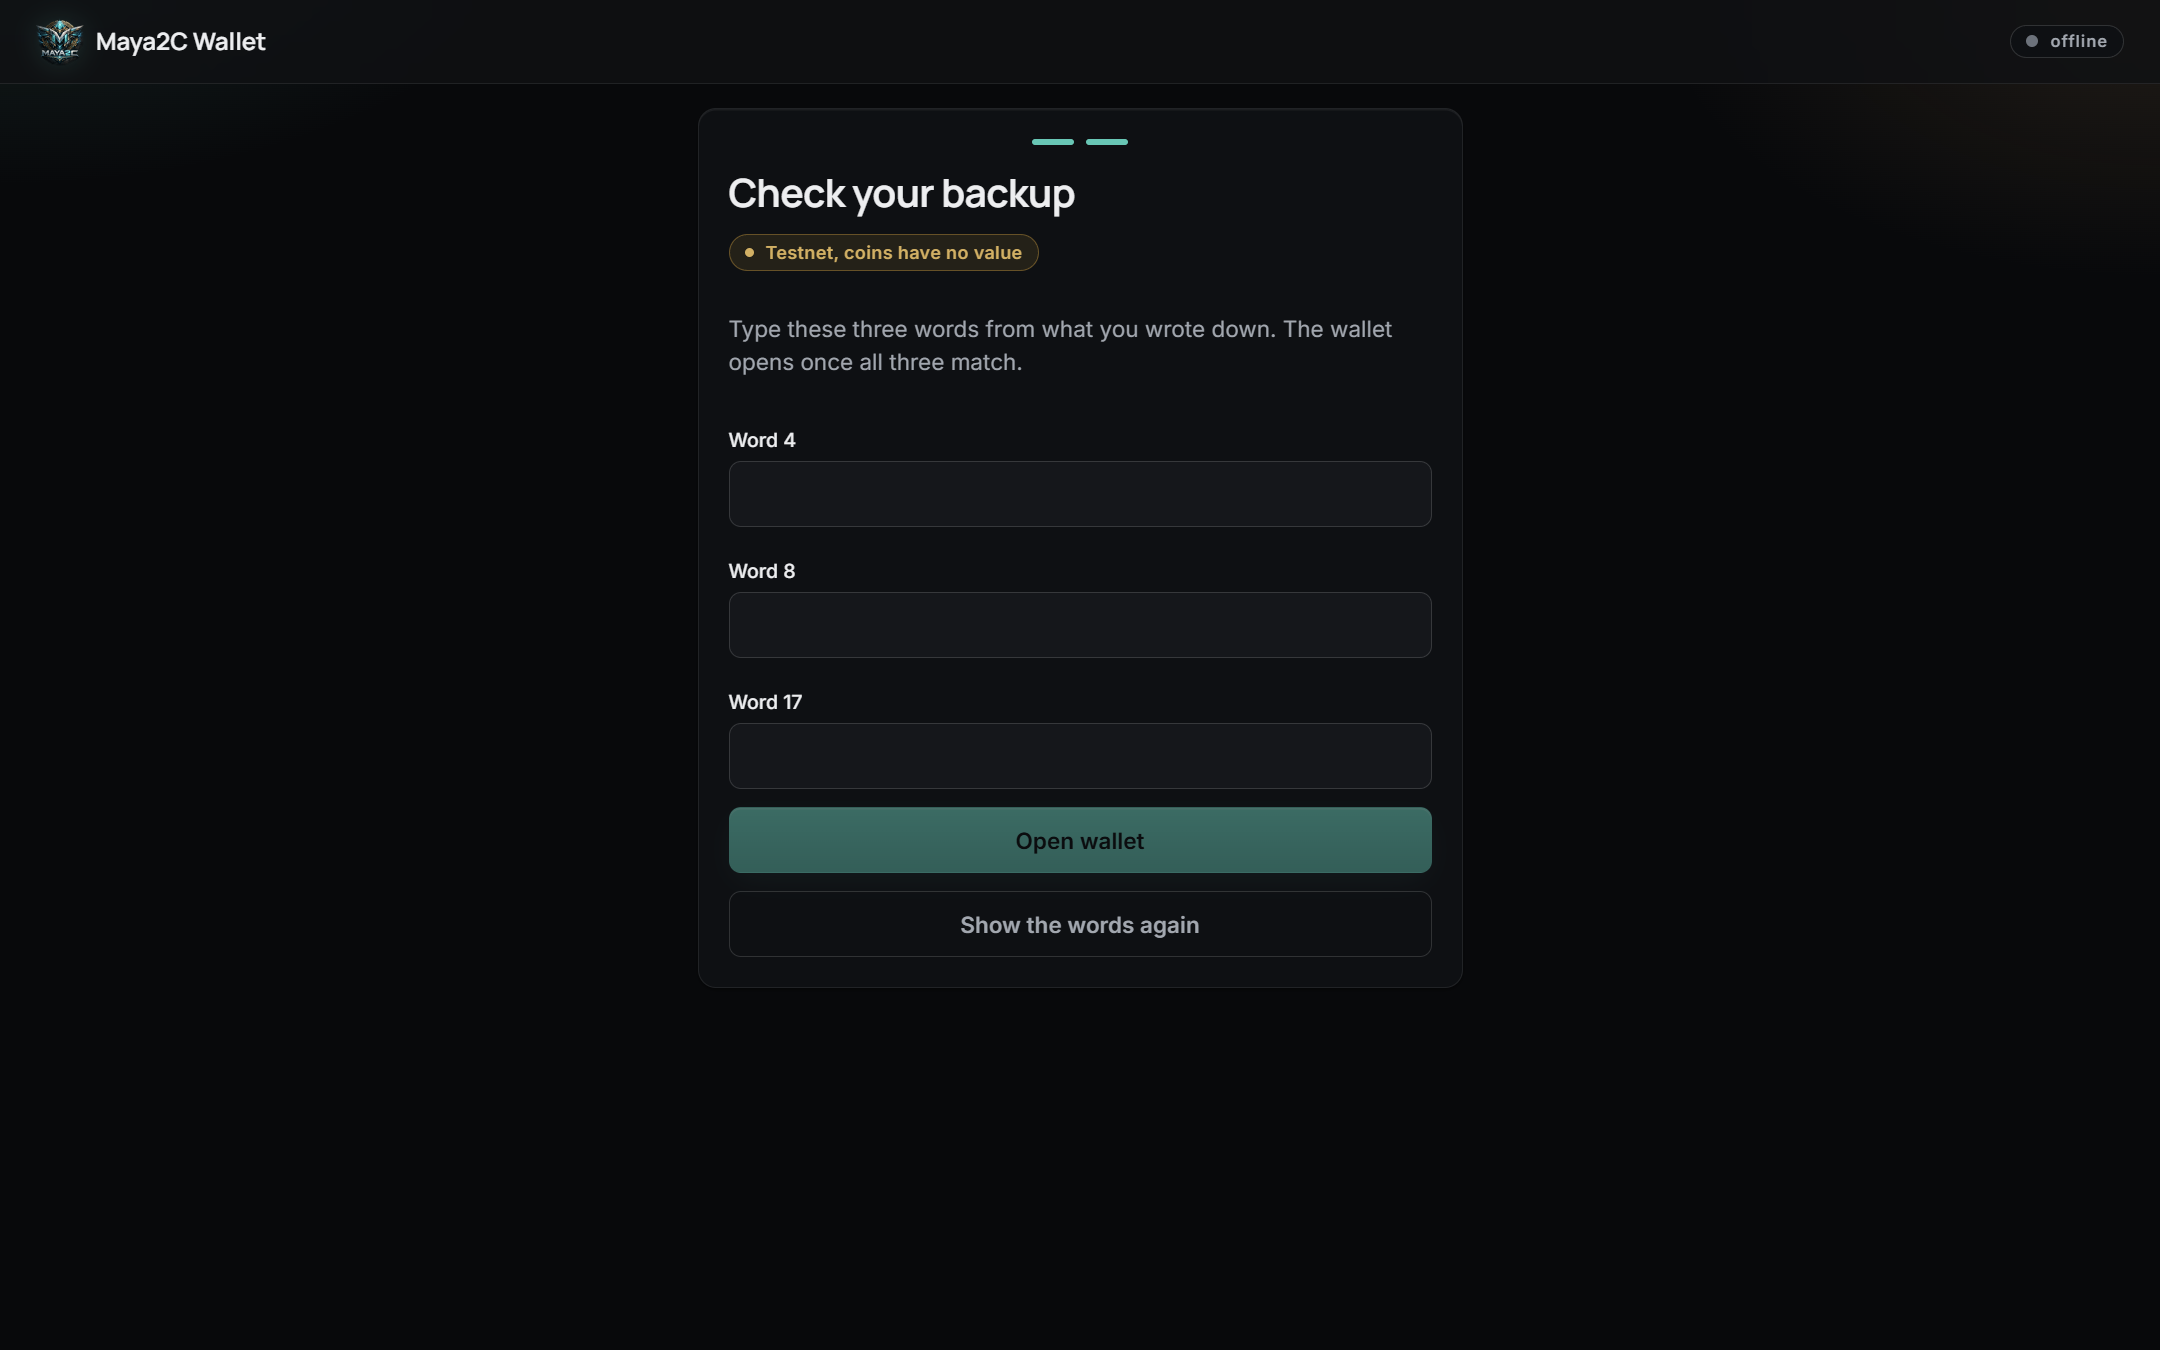 MAYA2C
Maya2C Wallet
offline
Check your backup
Testnet, coins have no value
Type these three words from what you wrote down. The wallet
opens once all three match.
Word 4
Word 8
Word 17
Open wallet
Show the words again